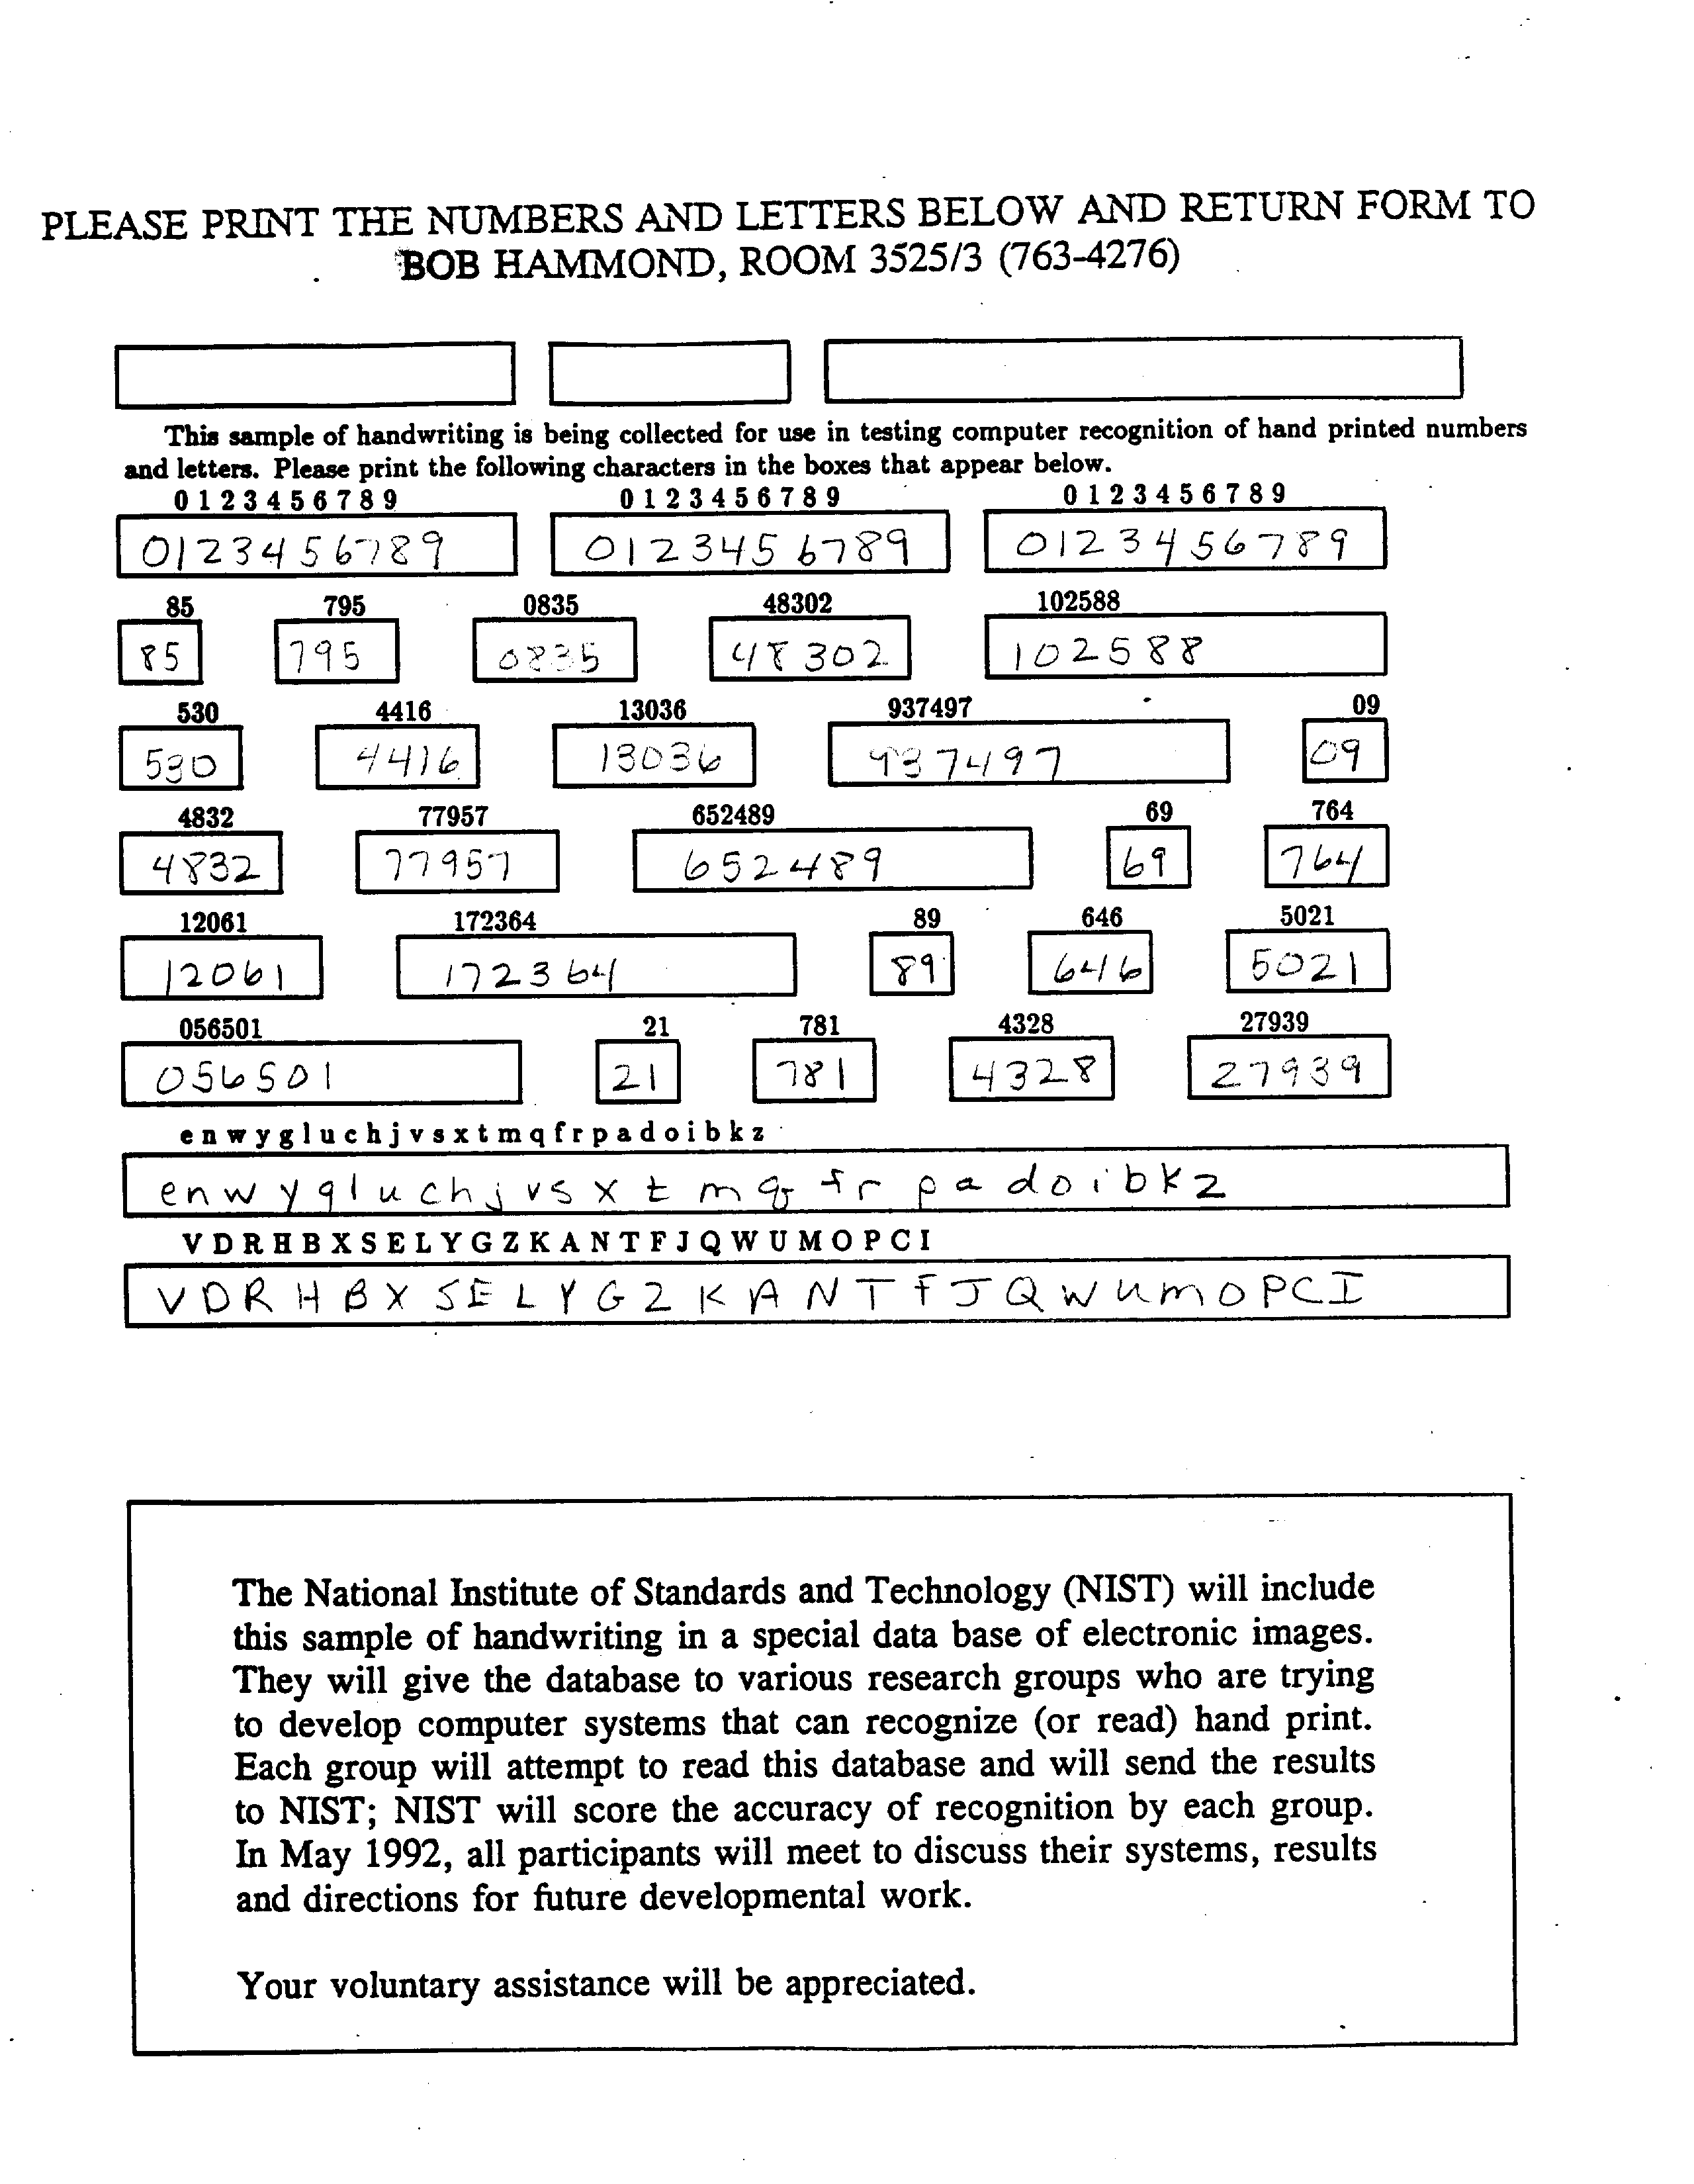 PLEASE PRINT THE NUMBERS AND LETTERS BELOW AND RETURN FORM TO
BOB HAMMOND, ROOM 3525/3 (763-4276)
This sample of handwriting is being collected for use in testing computer recognition of hand printed numbers
and letters. Please print the following characters in the boxes that appear below.
0 1 2 3 4 5 6 7 8 9 0 1 2 3 4 5 6 7 8 9 0 1 2 3 4 5 6 7 8 9
0123456789 0123456789 0123456789
85 795 0835 48302 102588
85 795 0835 48302 102588
530 4416 13036 937497 09
530 4416 13036 937497 09
4832 77957 652489 69 764
4832 77957 652489 69 764
12061 172364 89 646 5021
12061 172364 89 646 5021
056501 21 781 4328 27939
056501 21 781 4328 27939
e n w y g l u c h j v s x t m q f r p a d o i b k z
e n w y g l u c h j v s x t m q f r p a d o i b k z
V D R H B X S E L Y G Z K A N T F J Q W U M O P C I
V D R H B X S E L Y G Z K A N T F J Q W U M O P C I
The National Institute of Standards and Technology (NIST) will include
this sample of handwriting in a special data base of electronic images.
They will give the database to various research groups who are trying
to develop computer systems that can recognize (or read) hand print.
Each group will attempt to read this database and will send the results
to NIST; NIST will score the accuracy of recognition by each group.
In May 1992, all participants will meet to discuss their systems, results
and directions for future developmental work.
Your voluntary assistance will be appreciated.